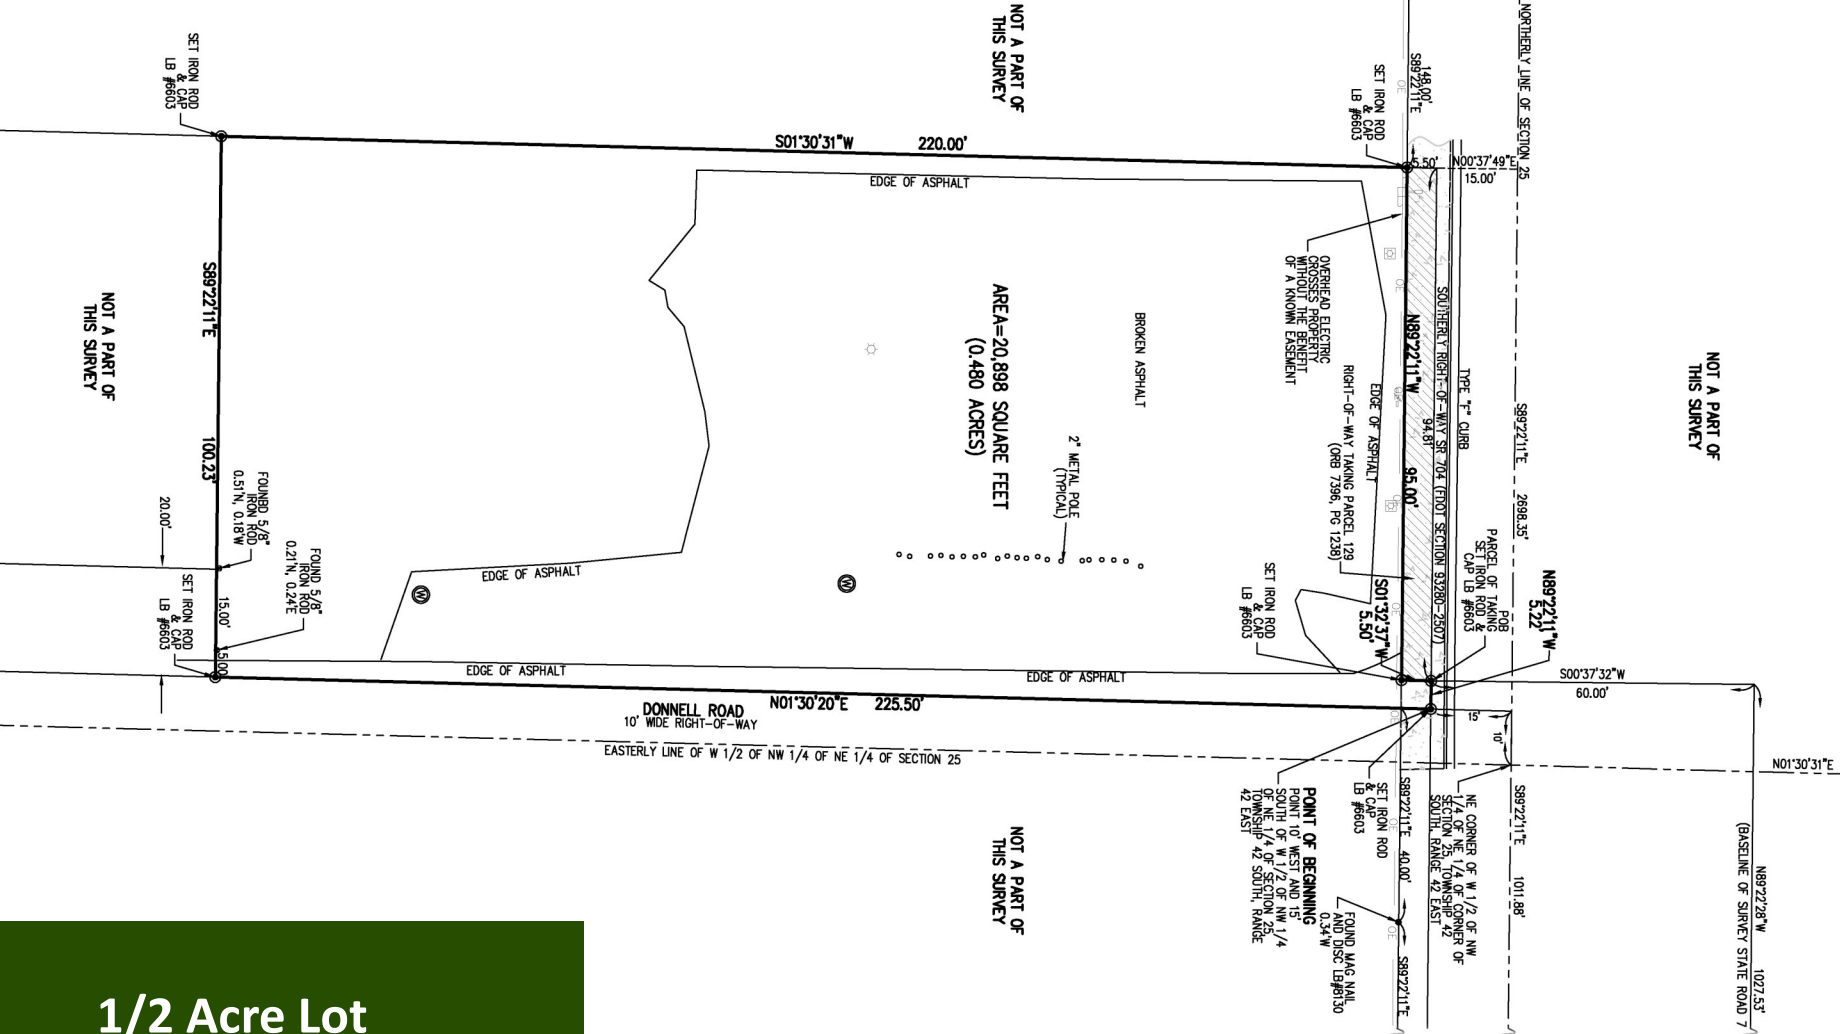 NOT A PART OF
THIS SURVEY
NORTHERLY LINE OF SECTION 25
148.00'
S89°22'11"E
OE
SET IRON ROD
& CAP
LB #6603
SET IRON ROD
& CAP
LB #6603
S01°30'31"W 220.00'
5.50'
N00°37'49"E
15.00'
EDGE OF ASPHALT
OVERHEAD ELECTRIC
CROSSES PROPERTY
WITHOUT THE BENEFIT
OF A KNOWN EASEMENT
NOT A PART OF
THIS SURVEY
S89°22'11"E 100.23'
AREA=20,898 SQUARE FEET
(0.480 ACRES)
BROKEN ASPHALT
2" METAL POLE
(TYPICAL)
RIGHT-OF-WAY TAKING PARCEL 129
(ORB 7396, PG 1238)
EDGE OF ASPHALT
N89°22'11"W 95.00'
94.81'
SOUTHERLY RIGHT-OF-WAY SR 704 (FDOT SECTION 93280-2507)
TYPE "F" CURB
S89°22'11"E 2698.35'
NOT A PART OF
THIS SURVEY
FOUNBD 5/8"
IRON ROD
0.51'N, 0.18'W
FOUND 5/8"
IRON ROD
0.21'N, 0.24'E
20.00'
15.00'
5.00'
SET IRON ROD
& CAP
LB #6603
EDGE OF ASPHALT
W
W
SET IRON ROD
& CAP
LB #6603
S01°32'37"W
5.50'
POB
PARCEL OF TAKING
SET IRON ROD &
CAP LB #6603
N89°22'11"W
5.22'
S00°37'32"W
60.00'
EDGE OF ASPHALT
EDGE OF ASPHALT
N01°30'20"E 225.50'
DONNELL ROAD
10' WIDE RIGHT-OF-WAY
EASTERLY LINE OF W 1/2 OF NW 1/4 OF NE 1/4 OF SECTION 25
15'
10'
N01°30'31"E
NOT A PART OF
THIS SURVEY
POINT OF BEGINNING
POINT 10' WEST AND 15'
SOUTH OF W 1/2 OF NW 1/4
OF NE 1/4 OF SECTION 25,
TOWNSHIP 42 SOUTH, RANGE
42 EAST
SET IRON ROD
& CAP
LB #6603
FOUND MAG NAIL
AND DISC LB#8130
0.34'W
S89°22'11"E 40.00'
OE
S89°22'11"E
NE CORNER OF W 1/2 OF NW
1/4 OF NE 1/4 OF CORNER OF
SECTION 25, TOWNSHIP 42
SOUTH, RANGE 42 EAST
S89°22'11"E 1011.88'
N89°22'28"W 1027.53'
(BASELINE OF SURVEY STATE ROAD 7
1/2 Acre Lot